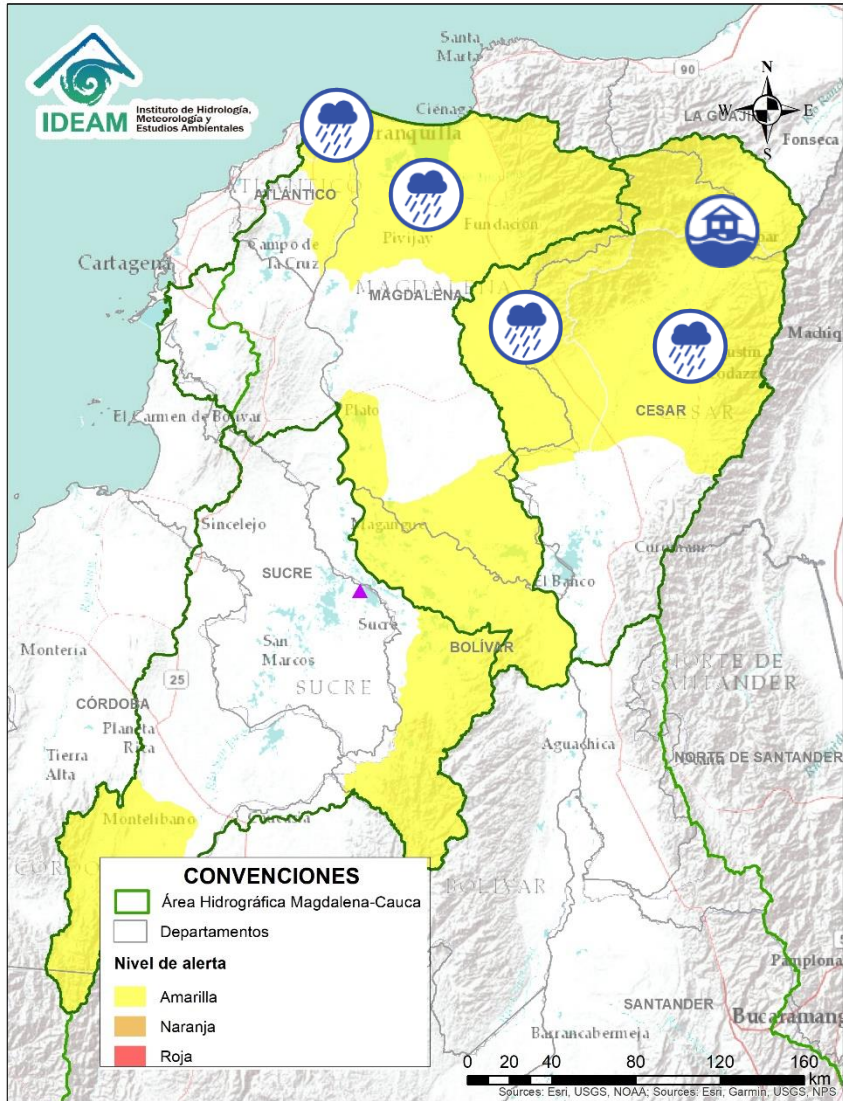 IDEAM
Instituto de Hidrología,
Meteorología y
Estudios Ambientales
Santa
Marta
90
N
W
E
S
LA GUAJIRA
Fonseca
Ciénaga
ATLÁNTICO
Pivijay
Fundación
Campo de
la Cruz
Cartagena
MAGDALENA
MAGDALENA
CESAR
CESAR
El Carmen de Bolívar
Plato
Sincelejo
Magangué
SUCRE
El Banco
Sucre
BOLÍVAR
San
Marcos
SUCRE
Montería
25
CÓRDOBA
Planeta
Rica
Tierra
Alta
NORTE DE
SANTANDER
Aguachica
NORTE DE SANTANDER
Montelibano
BOLÍVAR
CONVENCIONES
Área Hidrográfica Magdalena-Cauca
Departamentos
Nivel de alerta
Amarilla
Naranja
Roja
Pamplona
SANTANDER
Barrancabermeja
0 20 40 80 120 160
km
Sources: Esri, USGS, NOAA; Sources: Esri, Garmin, USGS, NPS